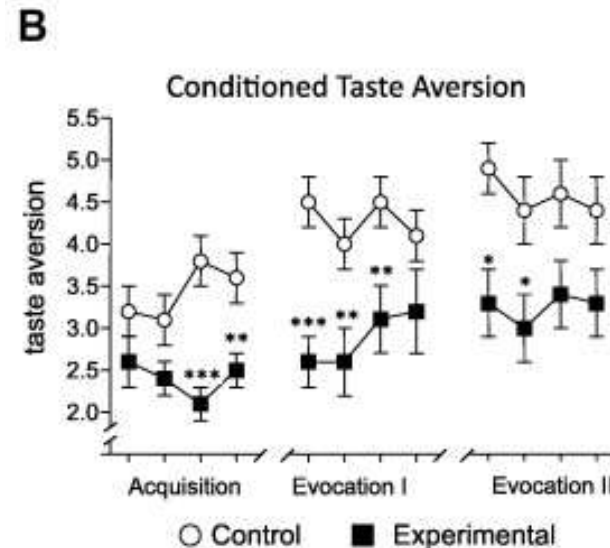 B
Conditioned Taste Aversion
taste aversion
5.5
5.0
4.5
4.0
3.5
3.0
2.5
2.0
***
**
***
**
**
*
*
Acquisition
Evocation I
Evocation II
Control
Experimental